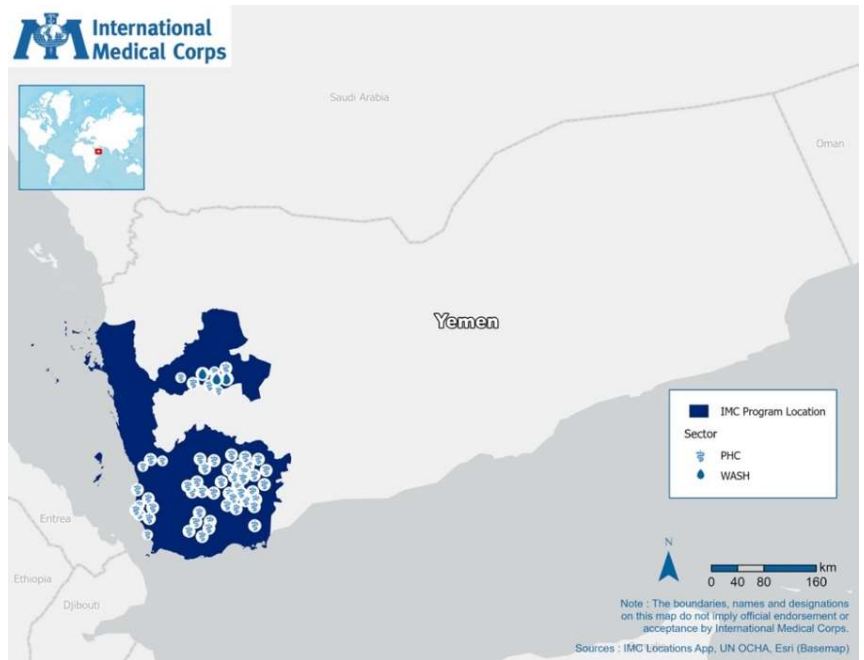 International
Medical Corps
Saudi Arabia
Oman
Yemen
IMC Program Location
Sector
PHC
WASH
Eritrea
Ethiopia
Djibouti
N
km
0 40 80 160
Note : The boundaries, names and designations
on this map do not imply official endorsement or
acceptance by International Medical Corps.
Sources : IMC Locations App, UN OCHA, Esri (Basemap)